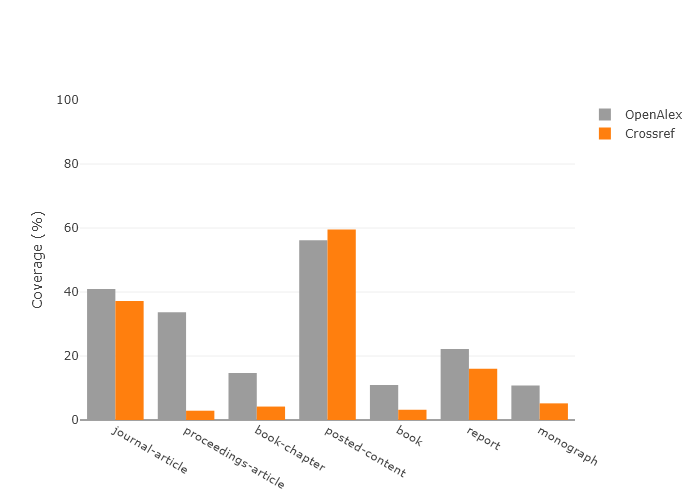 100
80
60
40
20
0
Coverage (%)
journal-article
proceedings-article
book-chapter
posted-content
book
report
monograph
OpenAlex
Crossref